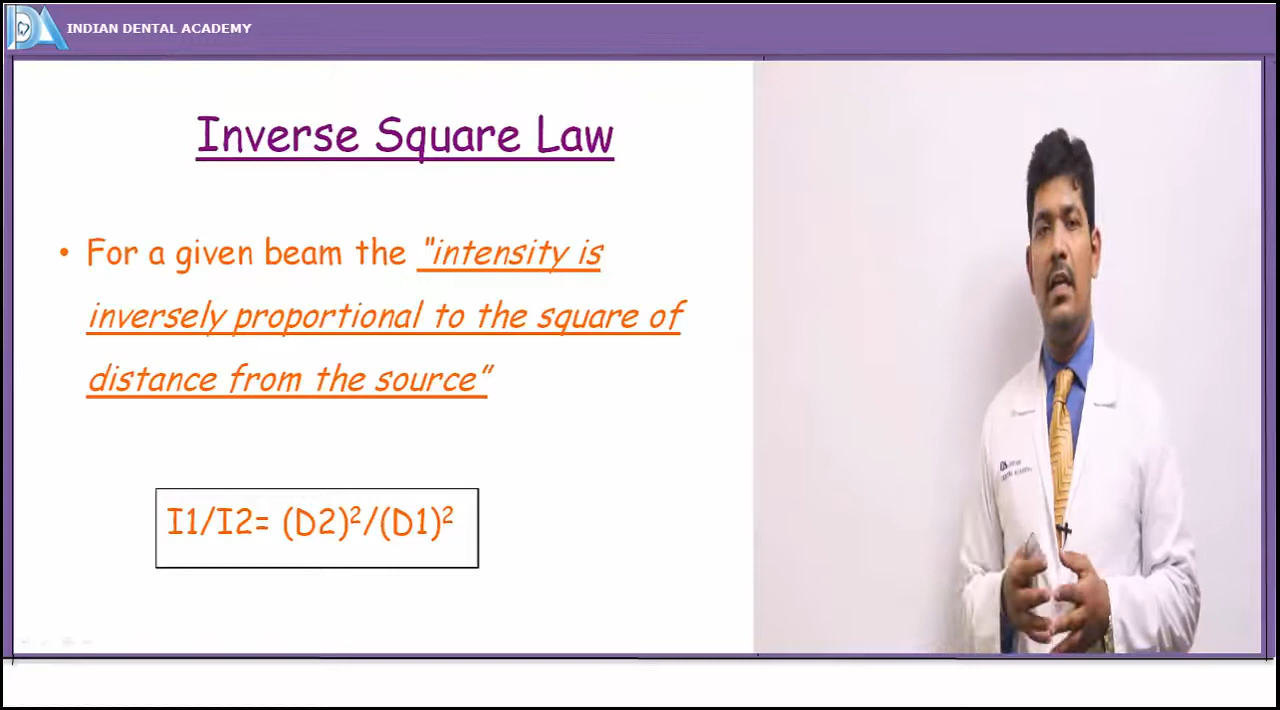 INDIAN DENTAL ACADEMY
Inverse Square Law
• For a given beam the "intensity is
inversely proportional to the square of
distance from the source"
I1/I2= (D2)²/(D1)²